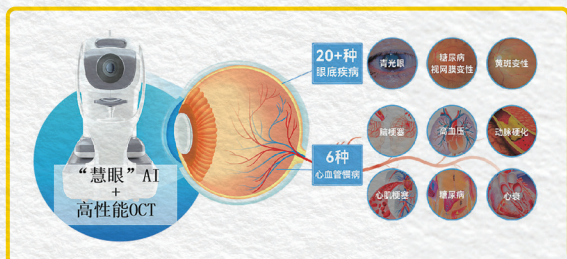 20+种
眼底疾病
青光眼
糖尿病
视网膜变性
黄斑变性
脑梗塞
高血压
动脉硬化
6种
心血管慢病
“慧眼”AI
+
高性能OCT
心肌梗塞
糖尿病
心衰